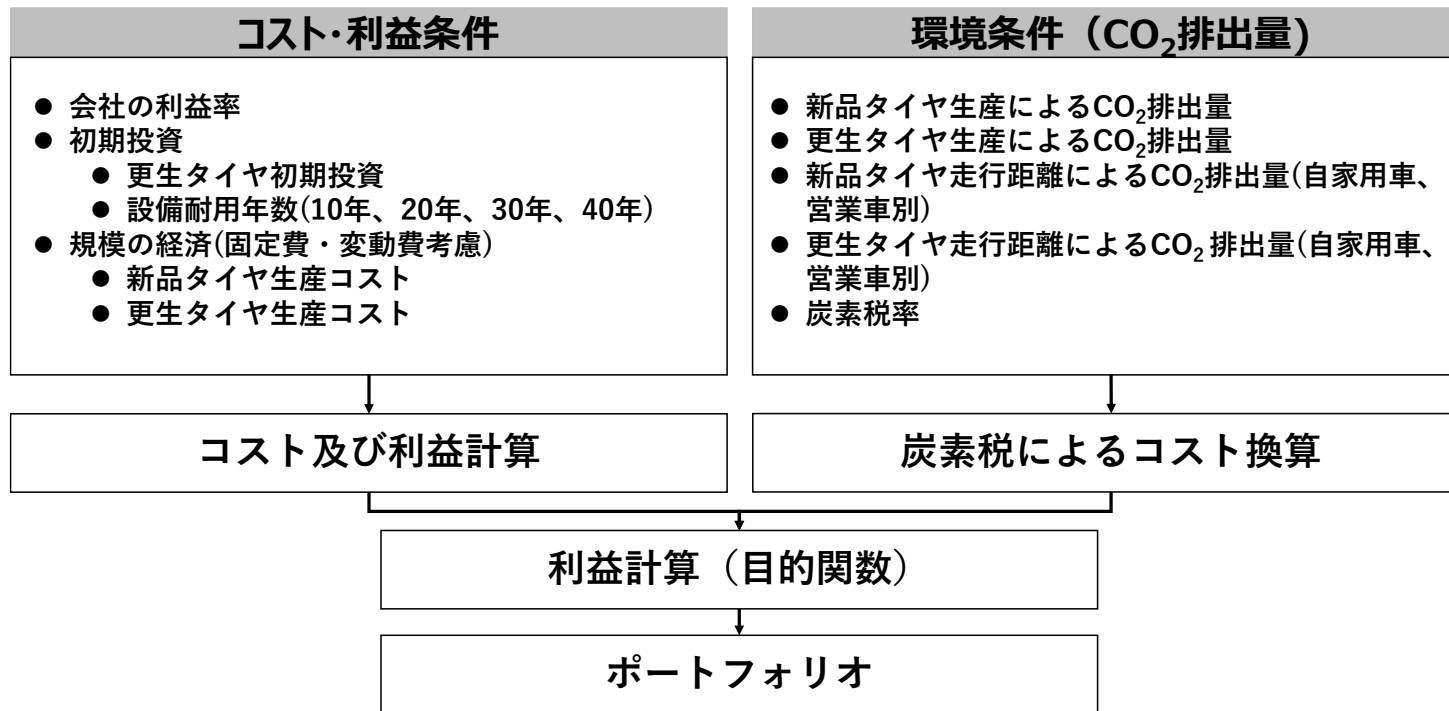 コスト・利益条件
● 会社の利益率
● 初期投資
● 更生タイヤ初期投資
● 設備耐用年数(10年、20年、30年、40年)
● 規模の経済(固定費・変動費考慮)
● 新品タイヤ生産コスト
● 更生タイヤ生産コスト
環境条件（CO₂排出量)
● 新品タイヤ生産によるCO₂排出量
● 更生タイヤ生産によるCO₂排出量
● 新品タイヤ走行距離によるCO₂排出量(自家用車、
営業車別)
● 更生タイヤ走行距離によるCO₂ 排出量(自家用車、
営業車別)
● 炭素税率
コスト及び利益計算
炭素税によるコスト換算
利益計算（目的関数）
ポートフォリオ